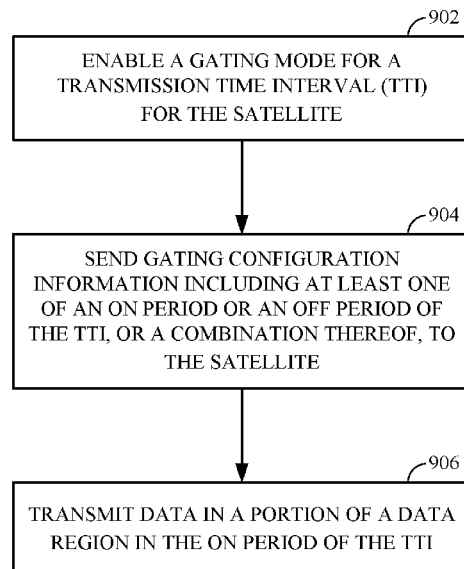 902
ENABLE A GATING MODE FOR A
TRANSMISSION TIME INTERVAL (TTI)
FOR THE SATELLITE
904
SEND GATING CONFIGURATION
INFORMATION INCLUDING AT LEAST ONE
OF AN ON PERIOD OR AN OFF PERIOD OF
THE TTI, OR A COMBINATION THEREOF, TO
THE SATELLITE
906
TRANSMIT DATA IN A PORTION OF A DATA
REGION IN THE ON PERIOD OF THE TTI